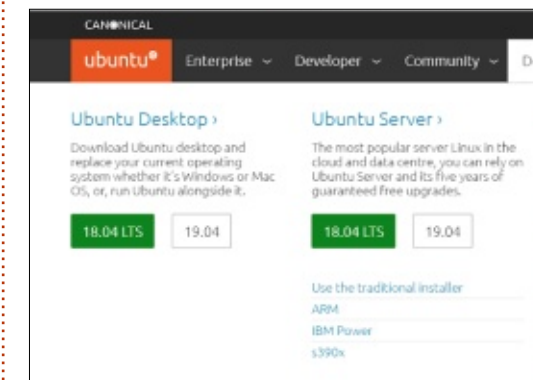 CANONICAL
ubuntu Enterprise Developer Community D
Ubuntu Desktop ›
Download Ubuntu desktop and
replace your current operating
system whether it's Windows or Mac
OS, or, run Ubuntu alongside it.
18.04 LTS 19.04
Ubuntu Server ›
The most popular server Linux in the
cloud and data centre, you can rely on
Ubuntu Server and its five years of
guaranteed free upgrades.
18.04 LTS 19.04
Use the traditional installer
ARM
IBM Power
s390x